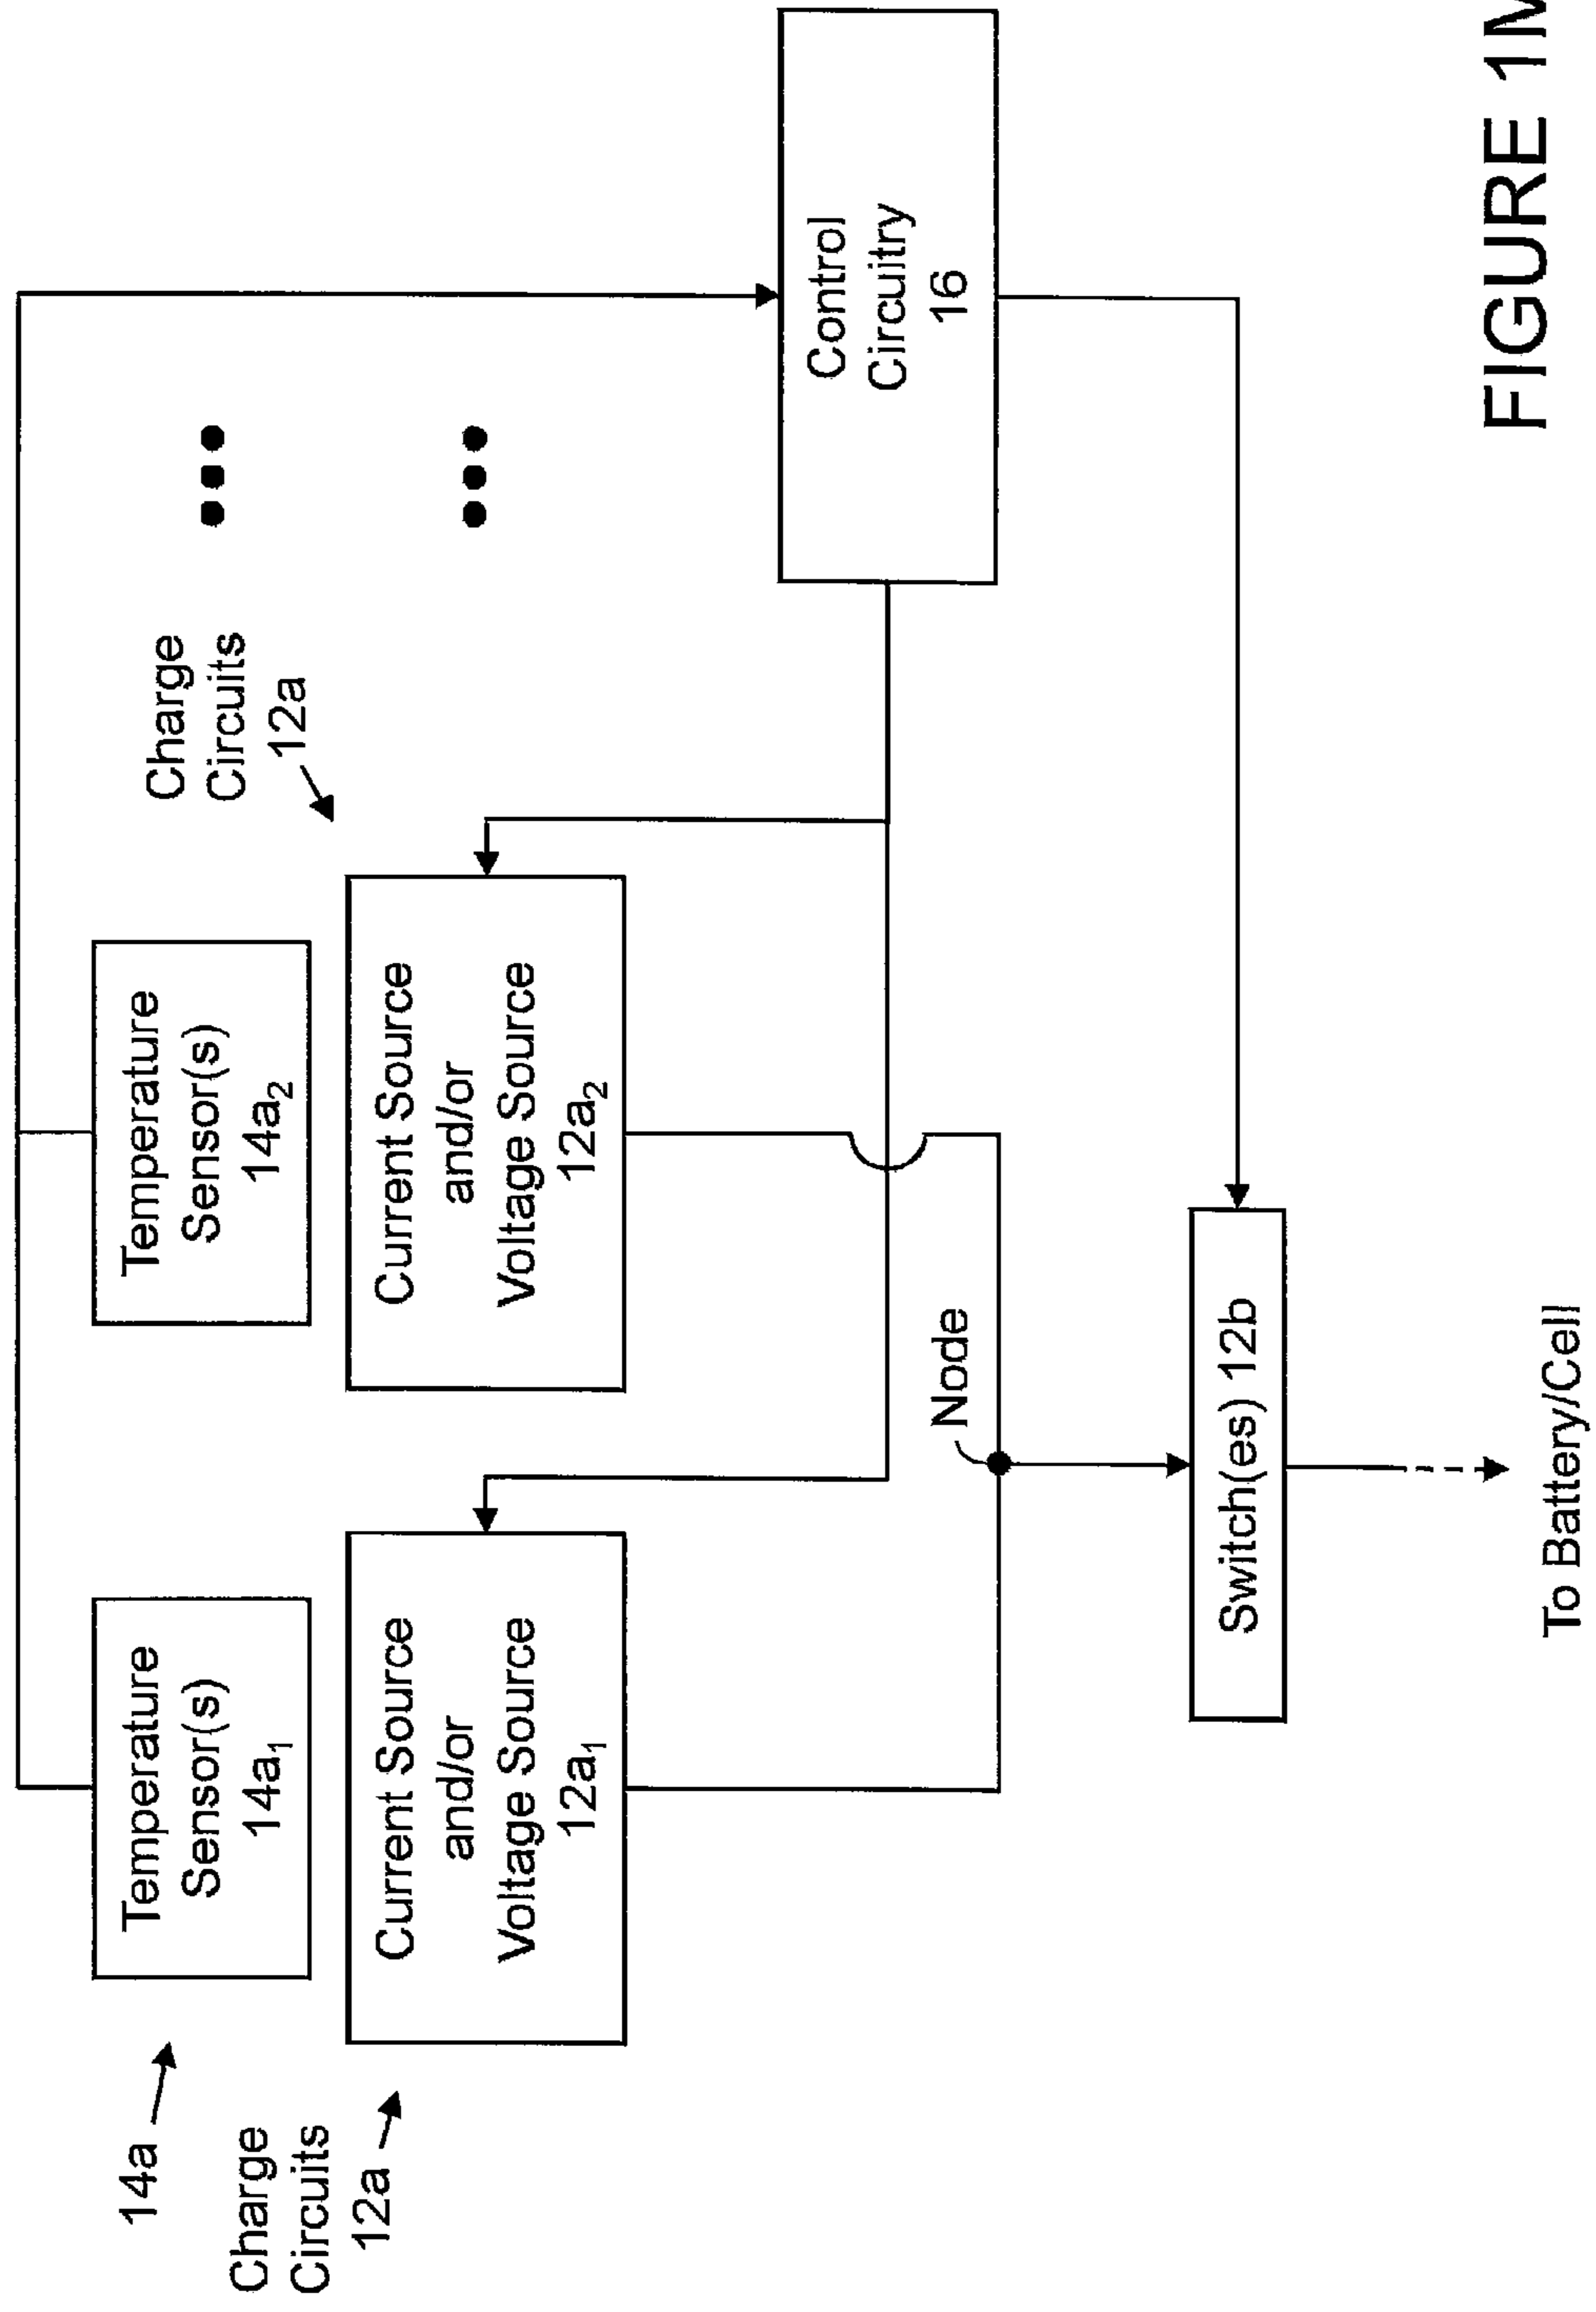 14a
Charge
Circuits
12a
Temperature
Sensor(s)
14a₁
Current Source
and/or
Voltage Source
12a₁
Temperature
Sensor(s)
14a₂
Current Source
and/or
Voltage Source
12a₂
Charge
Circuits
12a
Control
Circuitry
16
Node
Switch(es) 12b
To Battery/Cell
FIGURE 1M